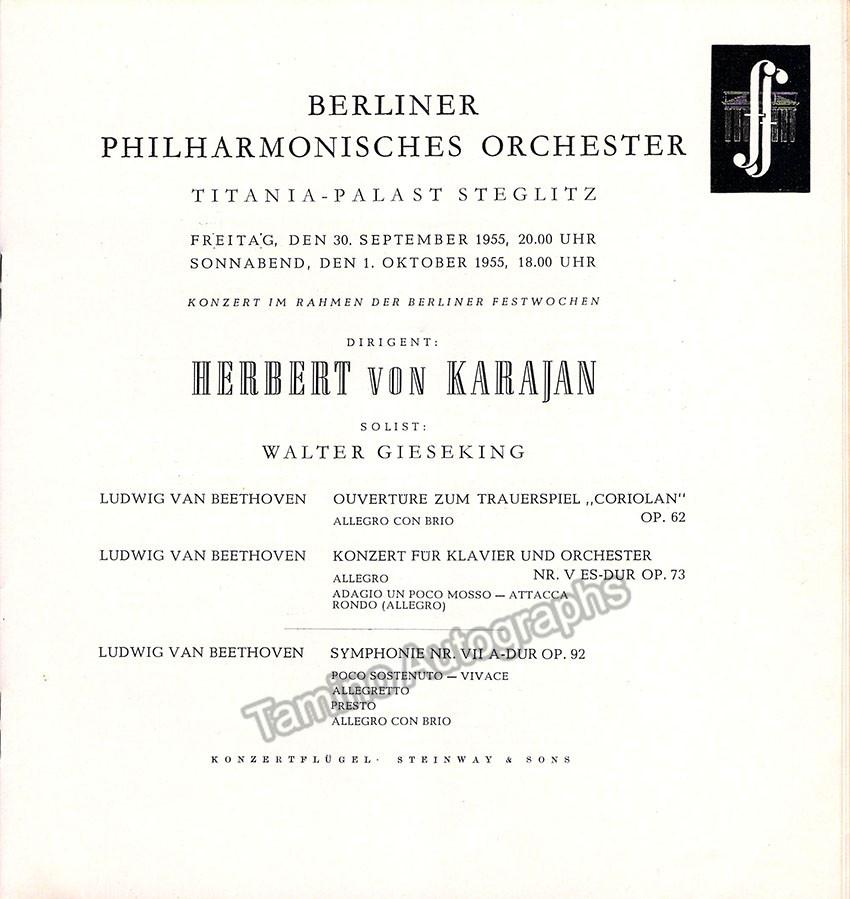 BERLINER
PHILHARMONISCHES ORCHESTER
TITANIA-PALAST STEGLITZ
FREITAG, DEN 30. SEPTEMBER 1955, 20.00 UHR
SONNABEND, DEN 1. OKTOBER 1955, 18.00 UHR
KONZERT IM RAHMEN DER BERLINER FESTWOCHEN
DIRIGENT:
HERBERT VON KARAJAN
SOLIST:
WALTER GIESEKING
LUDWIG VAN BEETHOVEN OUVERTÜRE ZUM TRAUERSPIEL „CORIOLAN"
ALLEGRO CON BRIO OP. 62
LUDWIG VAN BEETHOVEN KONZERT FÜR KLAVIER UND ORCHESTER
ALLEGRO NR. V ES-DUR OP. 73
ADAGIO UN POCO MOSSO — ATTACCA
RONDO (ALLEGRO)
LUDWIG VAN BEETHOVEN SYMPHONIE NR. VII A-DUR OP. 92
POCO SOSTENUTO — VIVACE
ALLEGRETTO
PRESTO
ALLEGRO CON BRIO
KONZERTFLÜGEL· STEINWAY & SONS
Tamino Autographs